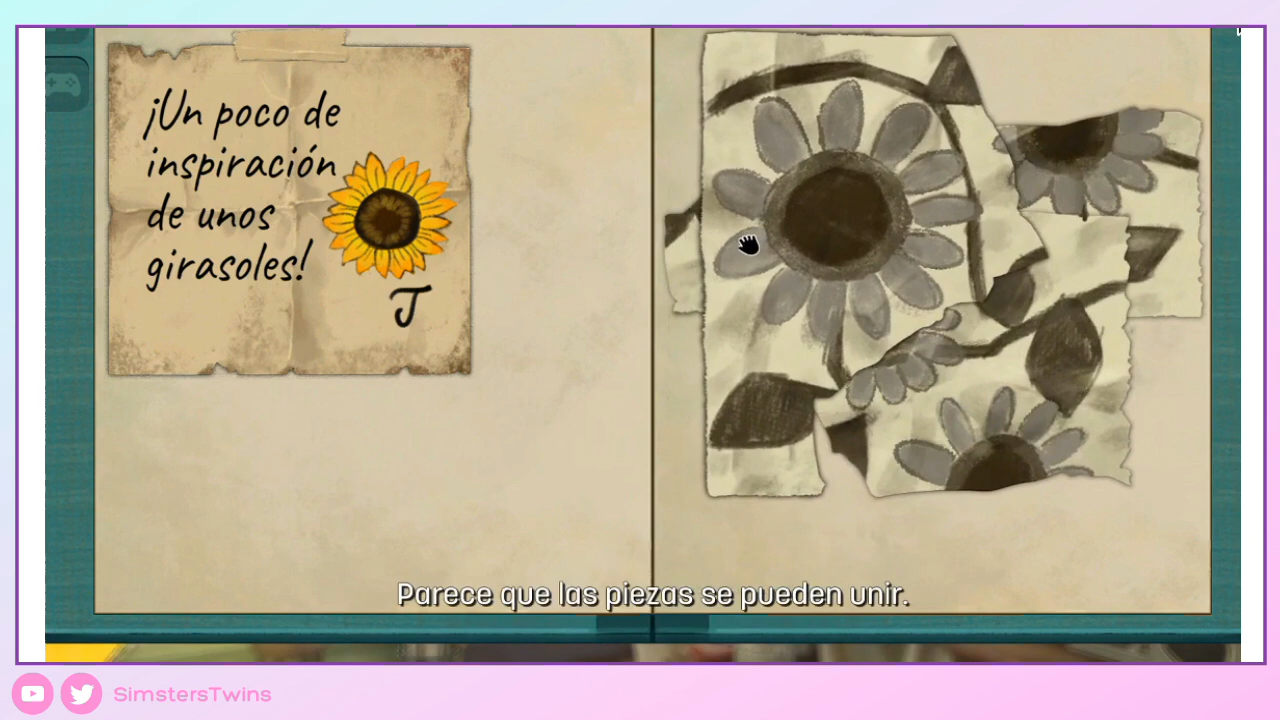 ¡Un poco de
inspiración
de unos
girasoles!
J
Parece que las piezas se pueden unir.
SimstersTwins